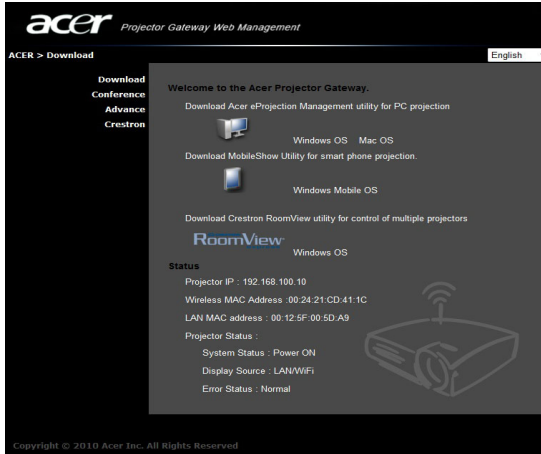 acer Projector Gateway Web Management
ACER > Download
English
Download
Conference
Advance
Crestron
Welcome to the Acer Projector Gateway.
Download Acer eProjection Management utility for PC projection
Windows OS Mac OS
Download MobileShow Utility for smart phone projection.
Windows Mobile OS
Download Crestron RoomView utility for control of multiple projectors
RoomView
Windows OS
Status
Projector IP : 192.168.100.10
Wireless MAC Address :00:24:21:CD:41:1C
LAN MAC address : 00:12:5F:00:5D:A9
Projector Status :
System Status : Power ON
Display Source : LAN/WiFi
Error Status : Normal
Copyright © 2010 Acer Inc. All Rights Reserved